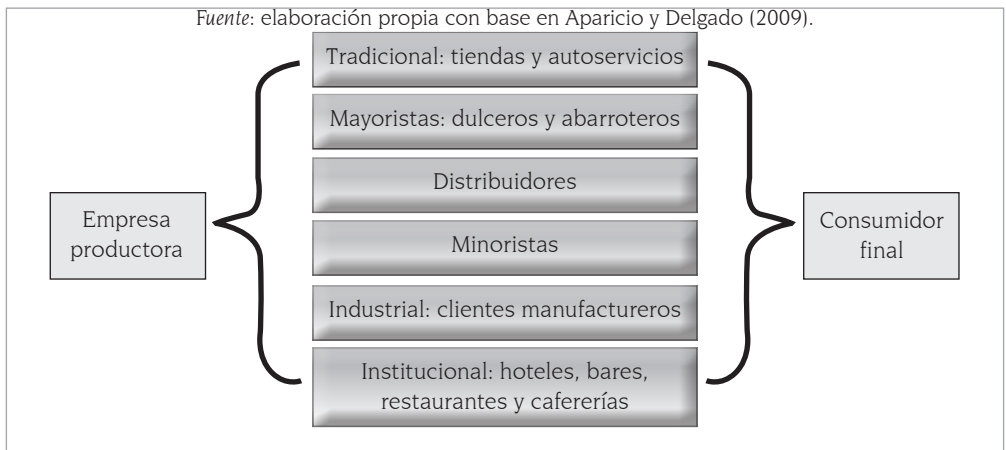 Fuente: elaboración propia con base en Aparicio y Delgado (2009).
Tradicional: tiendas y autoservicios
Mayoristas: dulceros y abarroteros
Distribuidores
Empresa
productora
Minoristas
Consumidor
final
Industrial: clientes manufactureros
Institucional: hoteles, bares,
restaurantes y cafererías